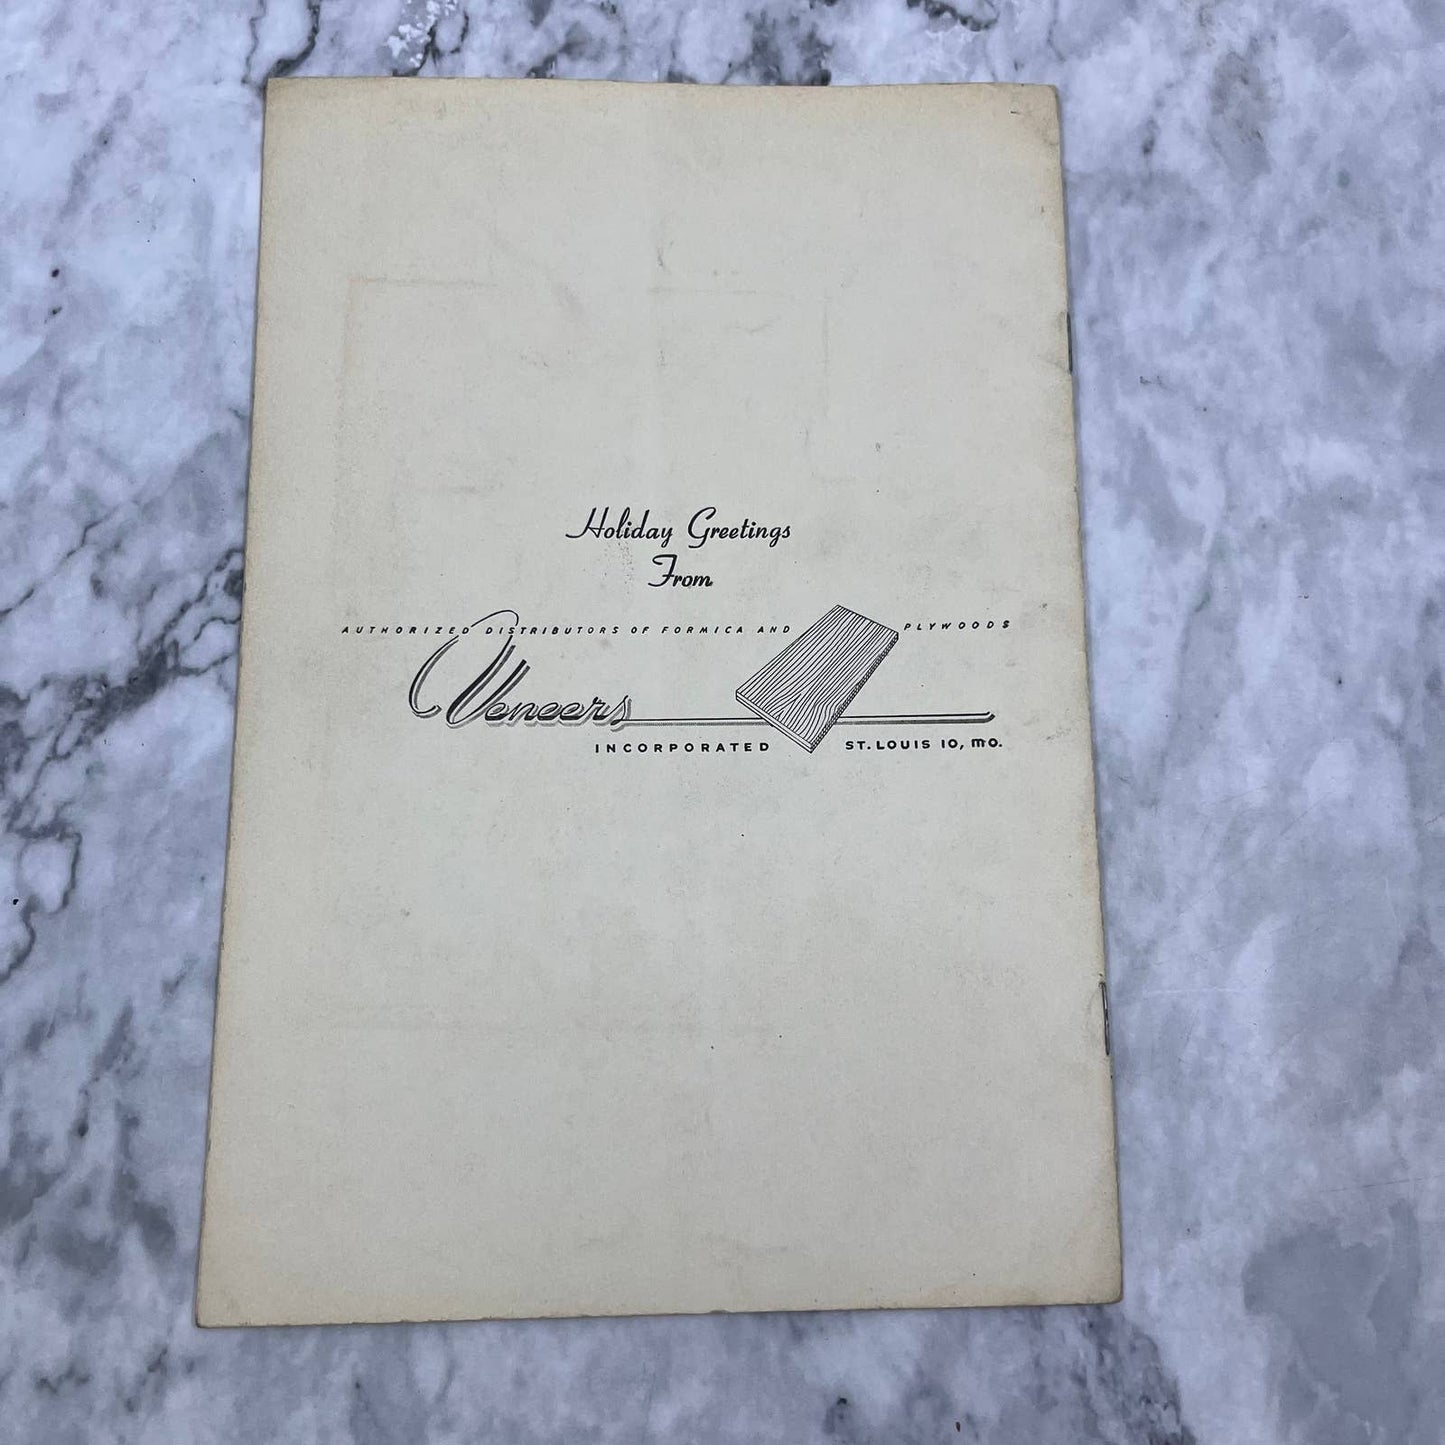 Holiday Greetings
From
AUTHORIZED DISTRIBUTORS OF FORMICA AND PLYWOODS
Veneers
INCORPORATED ST. LOUIS 10, MO.